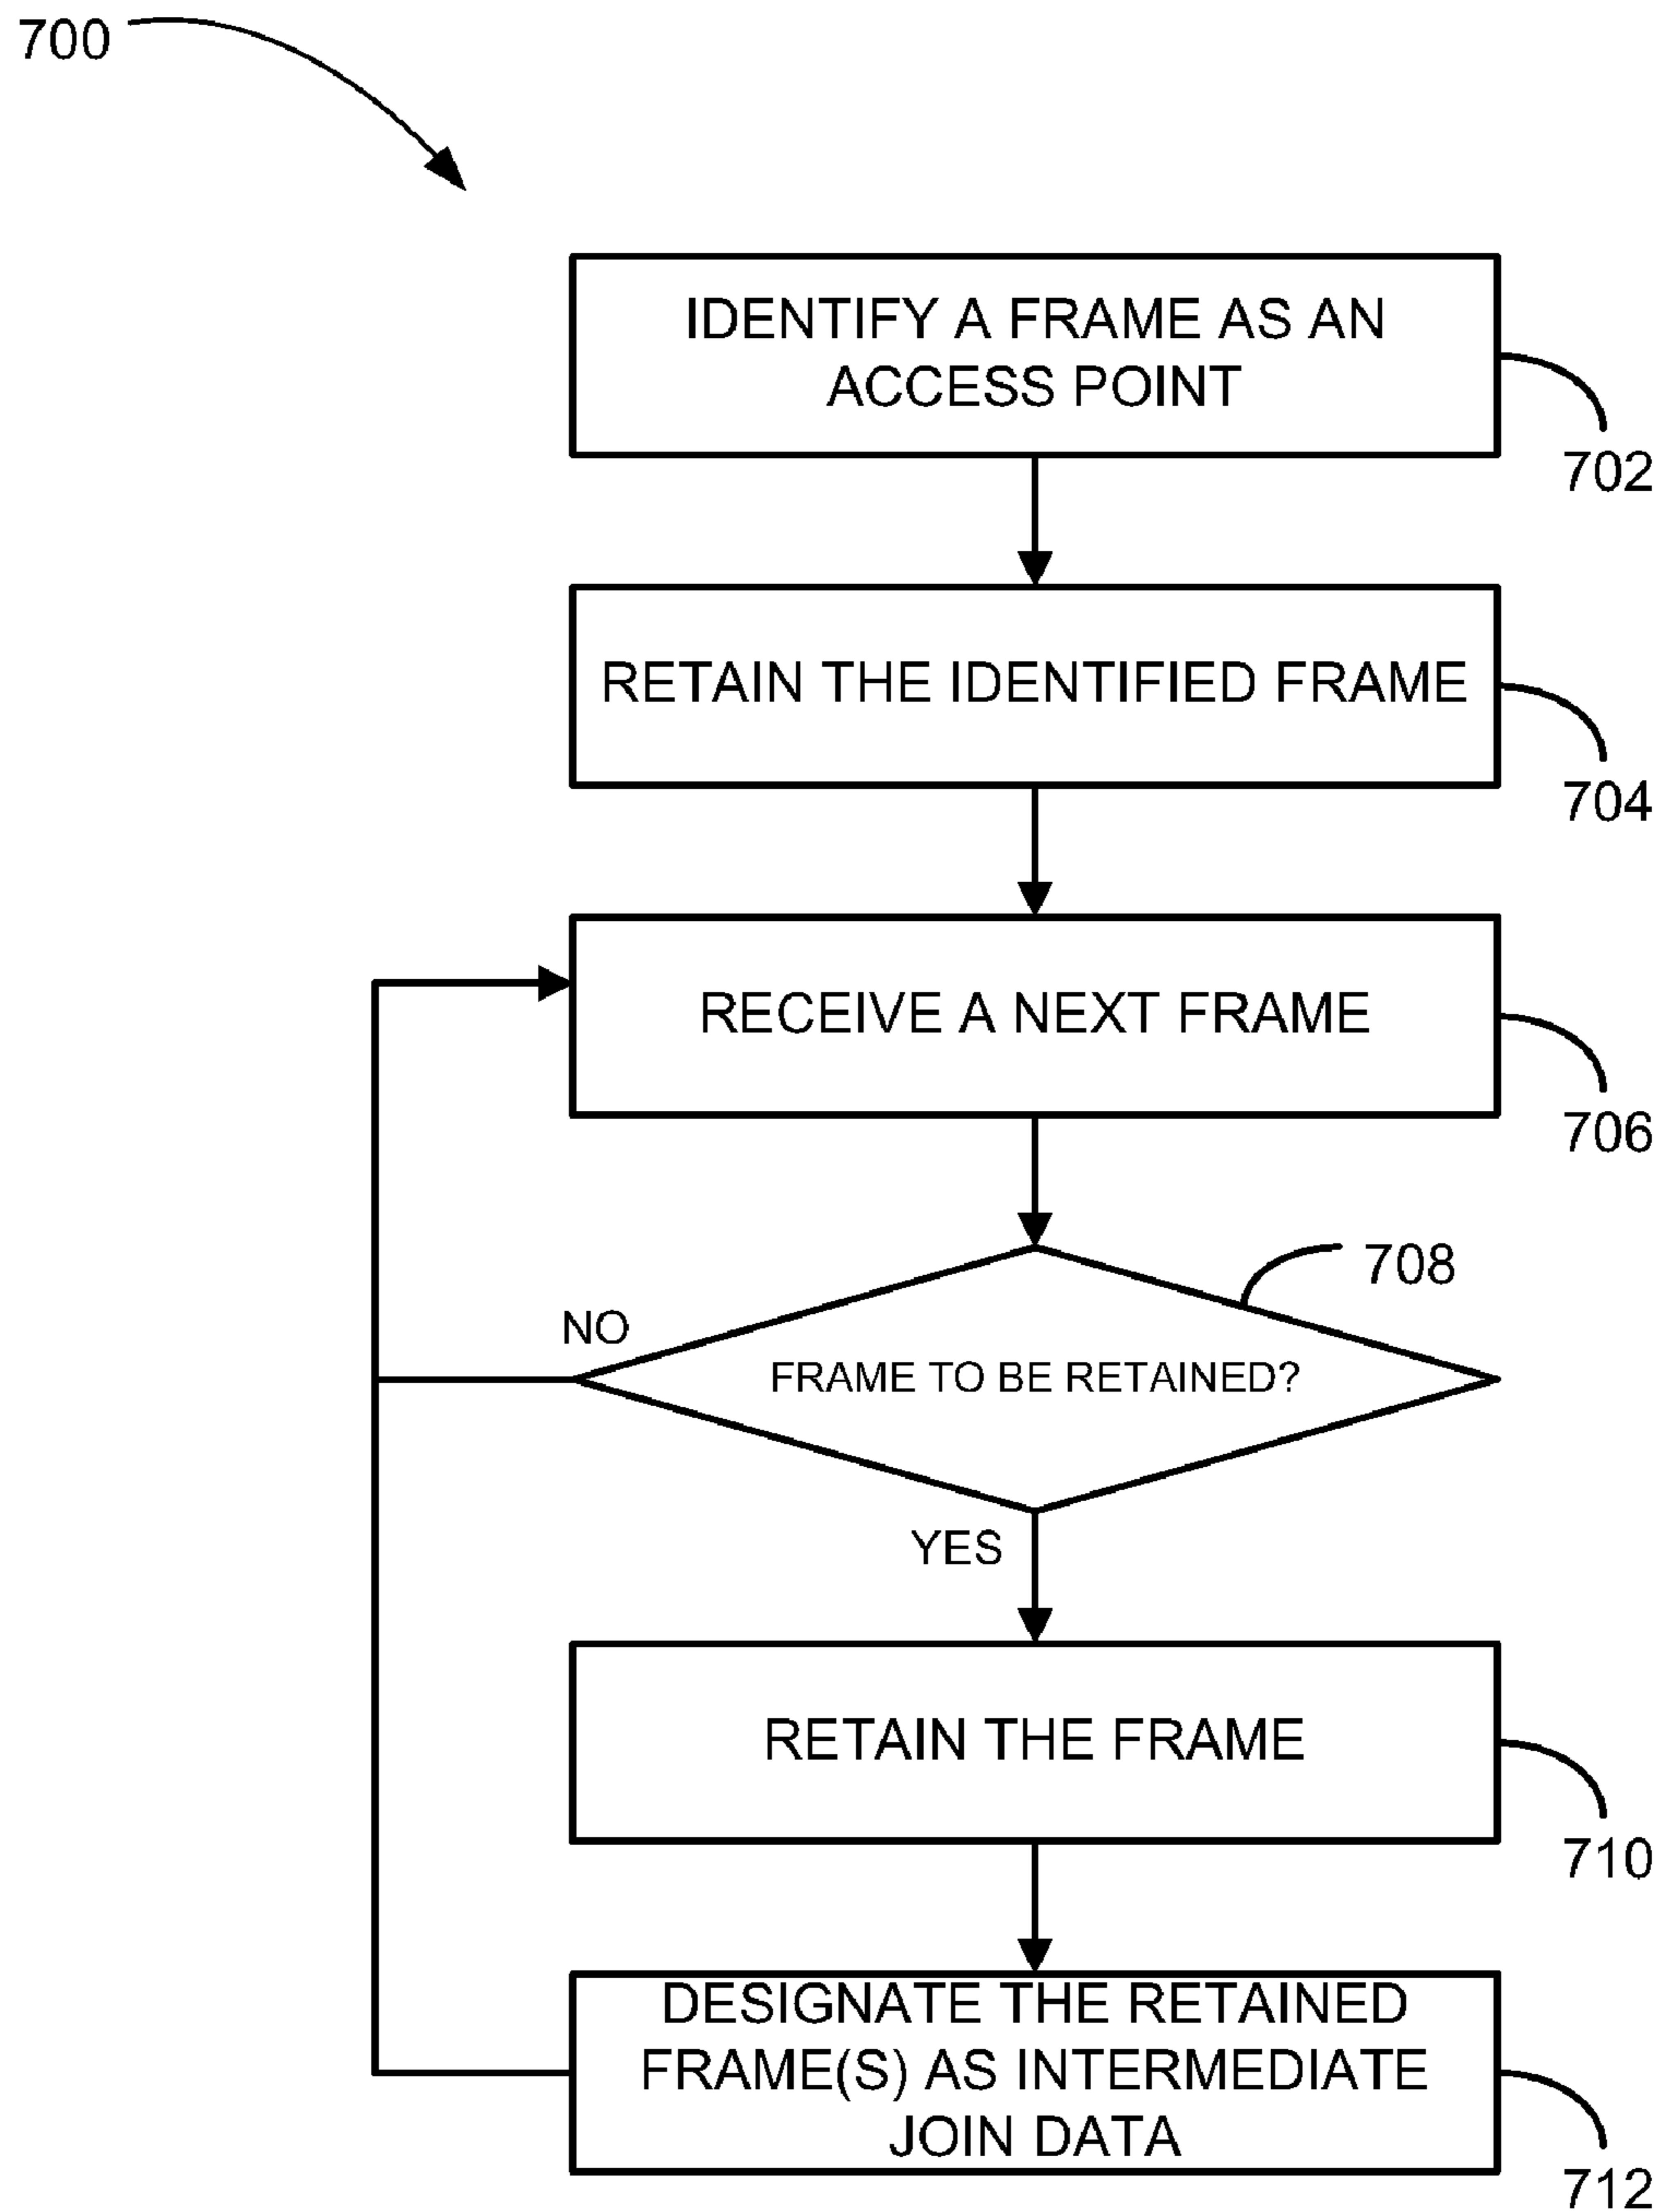 700
IDENTIFY A FRAME AS AN
ACCESS POINT
702
RETAIN THE IDENTIFIED FRAME
704
RECEIVE A NEXT FRAME
706
708
NO
FRAME TO BE RETAINED?
YES
RETAIN THE FRAME
710
DESIGNATE THE RETAINED
FRAME(S) AS INTERMEDIATE
JOIN DATA
712